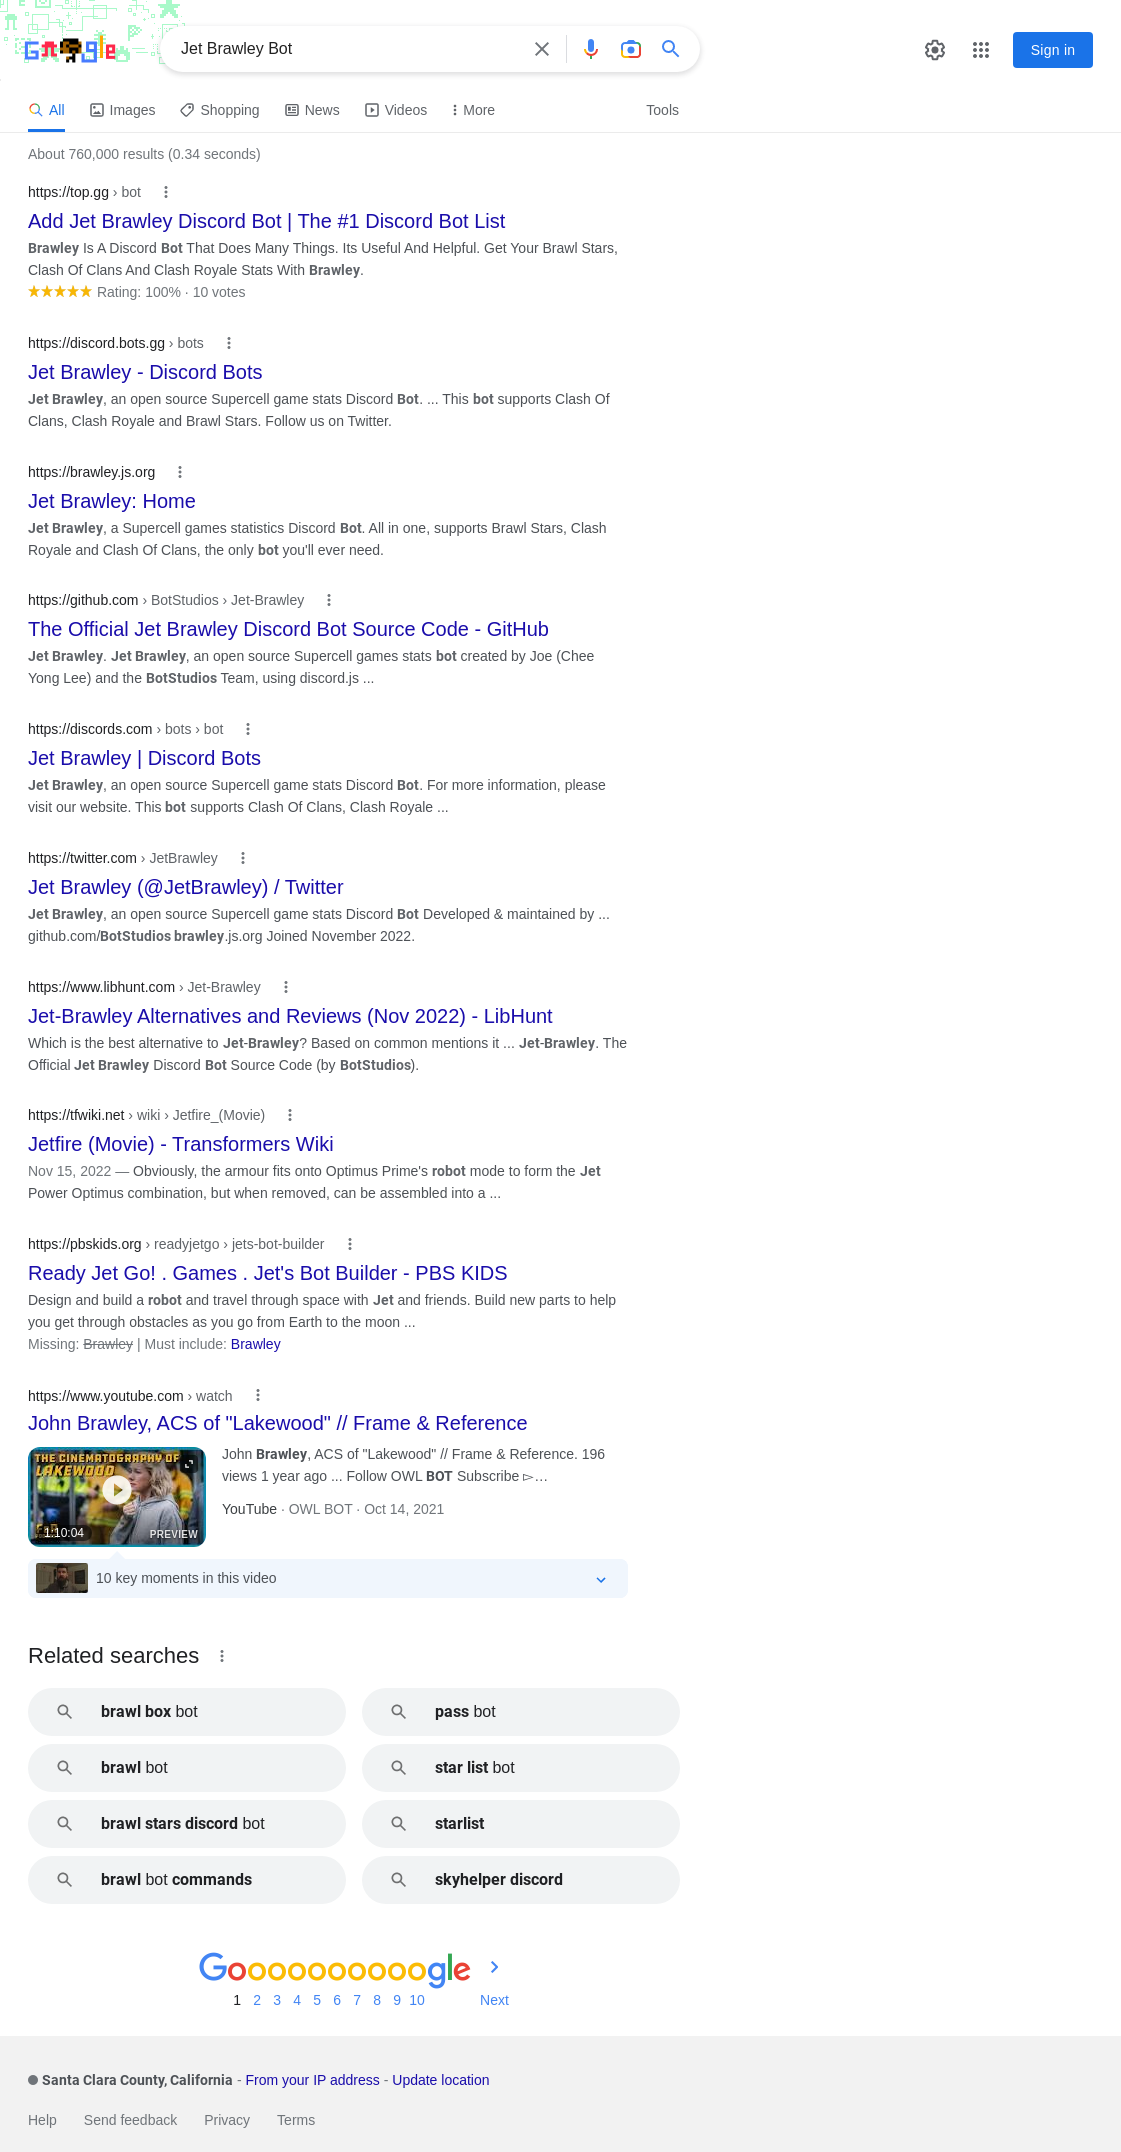 Google
Jet Brawley Bot
Sign in
All
Images
Shopping
News
Videos
More
Tools
About 760,000 results (0.34 seconds)
https://top.gg › bot
Add Jet Brawley Discord Bot | The #1 Discord Bot List
Brawley Is A Discord Bot That Does Many Things. Its Useful And Helpful. Get Your Brawl Stars,
Clash Of Clans And Clash Royale Stats With Brawley.
Rating: 100% · 10 votes
https://discord.bots.gg › bots
Jet Brawley - Discord Bots
Jet Brawley, an open source Supercell game stats Discord Bot. ... This bot supports Clash Of
Clans, Clash Royale and Brawl Stars. Follow us on Twitter.
https://brawley.js.org
Jet Brawley: Home
Jet Brawley, a Supercell games statistics Discord Bot. All in one, supports Brawl Stars, Clash
Royale and Clash Of Clans, the only bot you'll ever need.
https://github.com › BotStudios › Jet-Brawley
The Official Jet Brawley Discord Bot Source Code - GitHub
Jet Brawley. Jet Brawley, an open source Supercell games stats bot created by Joe (Chee
Yong Lee) and the BotStudios Team, using discord.js ...
https://discords.com › bots › bot
Jet Brawley | Discord Bots
Jet Brawley, an open source Supercell game stats Discord Bot. For more information, please
visit our website. This bot supports Clash Of Clans, Clash Royale ...
https://twitter.com › JetBrawley
Jet Brawley (@JetBrawley) / Twitter
Jet Brawley, an open source Supercell game stats Discord Bot Developed & maintained by ...
github.com/BotStudios brawley.js.org Joined November 2022.
https://www.libhunt.com › Jet-Brawley
Jet-Brawley Alternatives and Reviews (Nov 2022) - LibHunt
Which is the best alternative to Jet-Brawley? Based on common mentions it ... Jet-Brawley. The
Official Jet Brawley Discord Bot Source Code (by BotStudios).
https://tfwiki.net › wiki › Jetfire_(Movie)
Jetfire (Movie) - Transformers Wiki
Nov 15, 2022 — Obviously, the armour fits onto Optimus Prime's robot mode to form the Jet
Power Optimus combination, but when removed, can be assembled into a ...
https://pbskids.org › readyjetgo › jets-bot-builder
Ready Jet Go! . Games . Jet's Bot Builder - PBS KIDS
Design and build a robot and travel through space with Jet and friends. Build new parts to help
you get through obstacles as you go from Earth to the moon ...
Missing: Brawley | Must include: Brawley
https://www.youtube.com › watch
John Brawley, ACS of "Lakewood" // Frame & Reference
THE CINEMATOGRAPHY OF
LAKEWOOD
1:10:04
PREVIEW
John Brawley, ACS of "Lakewood" // Frame & Reference. 196
views 1 year ago ... Follow OWL BOT Subscribe ▻…
YouTube · OWL BOT · Oct 14, 2021
10 key moments in this video
Related searches
brawl box bot
pass bot
brawl bot
star list bot
brawl stars discord bot
starlist
brawl bot commands
skyhelper discord
Goooooooooogle
1 2 3 4 5 6 7 8 9 10 Next
Santa Clara County, California - From your IP address - Update location
Help Send feedback Privacy Terms